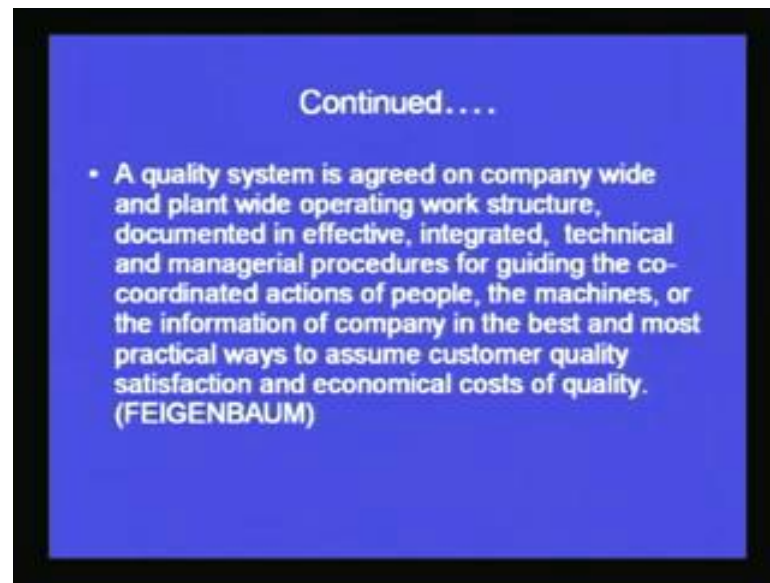 Continued....
• A quality system is agreed on company wide
and plant wide operating work structure,
documented in effective, integrated, technical
and managerial procedures for guiding the co-
coordinated actions of people, the machines, or
the information of company in the best and most
practical ways to assume customer quality
satisfaction and economical costs of quality.
(FEIGENBAUM)